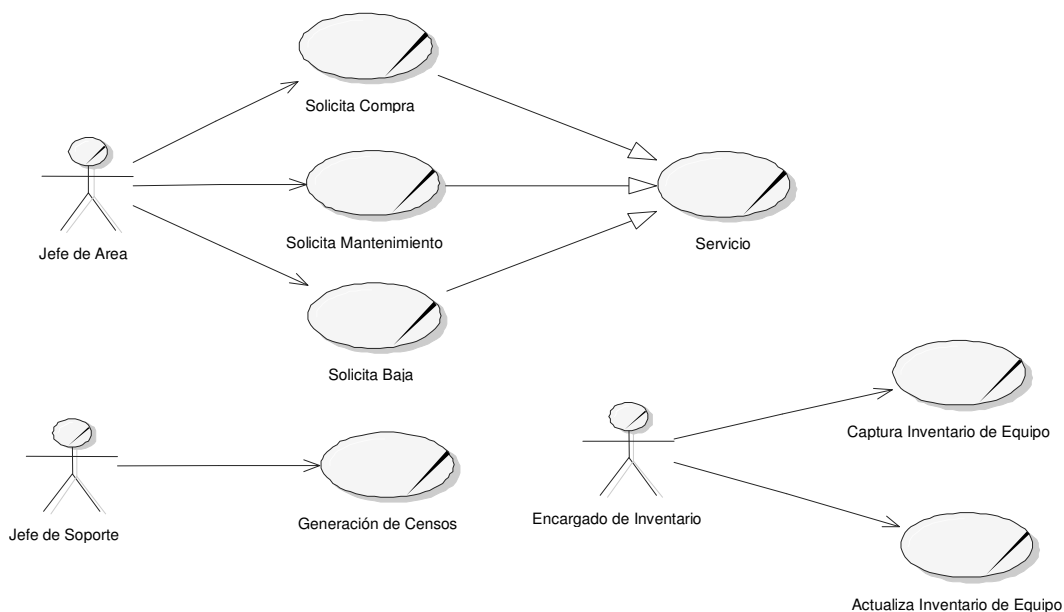 Solicita Compra
Jefe de Area
Solicita Mantenimiento
Servicio
Solicita Baja
Captura Inventario de Equipo
Jefe de Soporte
Generación de Censos
Encargado de Inventario
Actualiza Inventario de Equipo